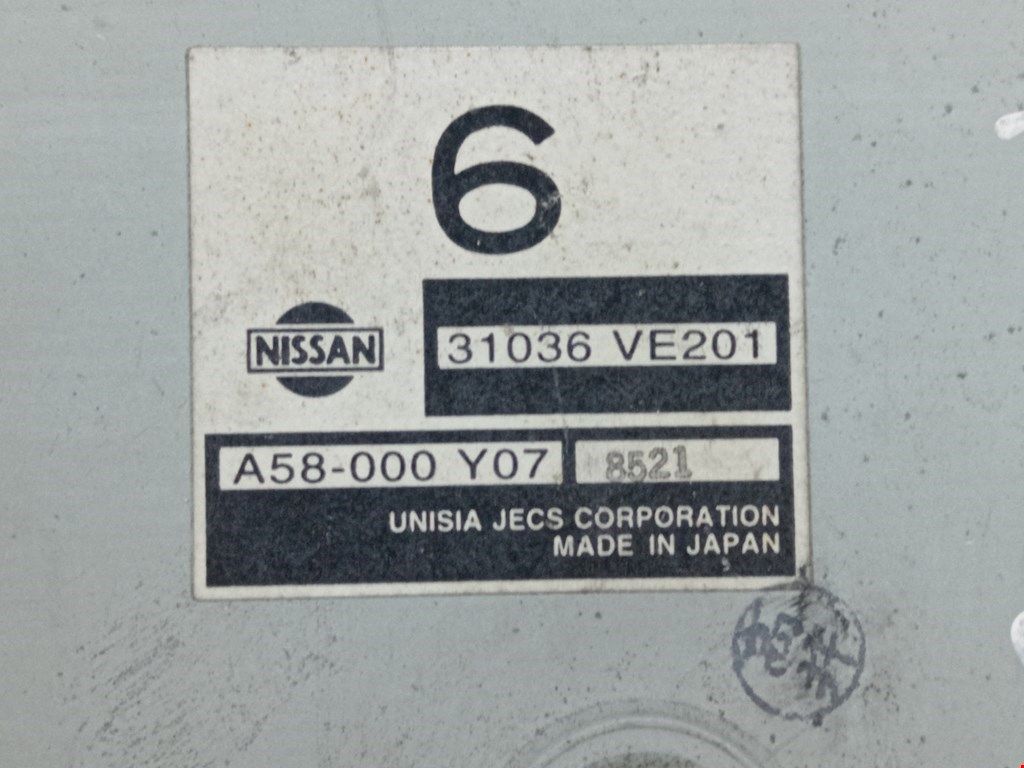 6
NISSAN
31036 VE201
A58-000 Y07
8521
UNISIA JECS CORPORATION
MADE IN JAPAN